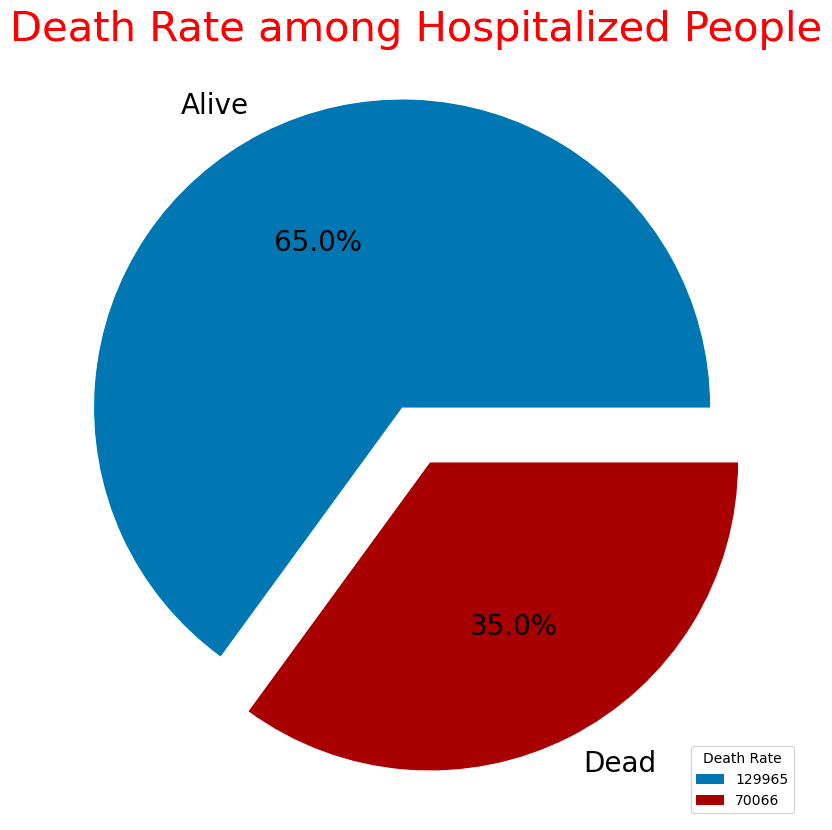 Death Rate among Hospitalized People
Alive
65.0%
35.0%
Dead
Death Rate
129965
70066